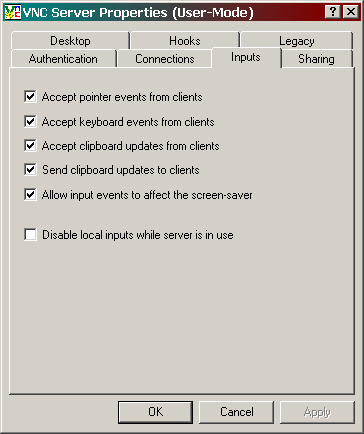 VNC Server Properties (User-Mode)
Desktop Hooks Legacy
Authentication Connections Inputs Sharing
Accept pointer events from clients
Accept keyboard events from clients
Accept clipboard updates from clients
Send clipboard updates to clients
Allow input events to affect the screen-saver
Disable local inputs while server is in use
OK Cancel Apply